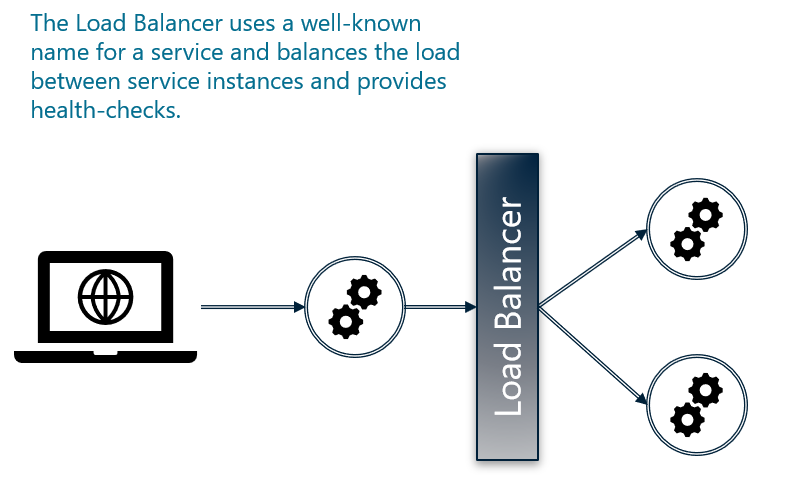 The Load Balancer uses a well-known
name for a service and balances the load
between service instances and provides
health-checks.
Load Balancer